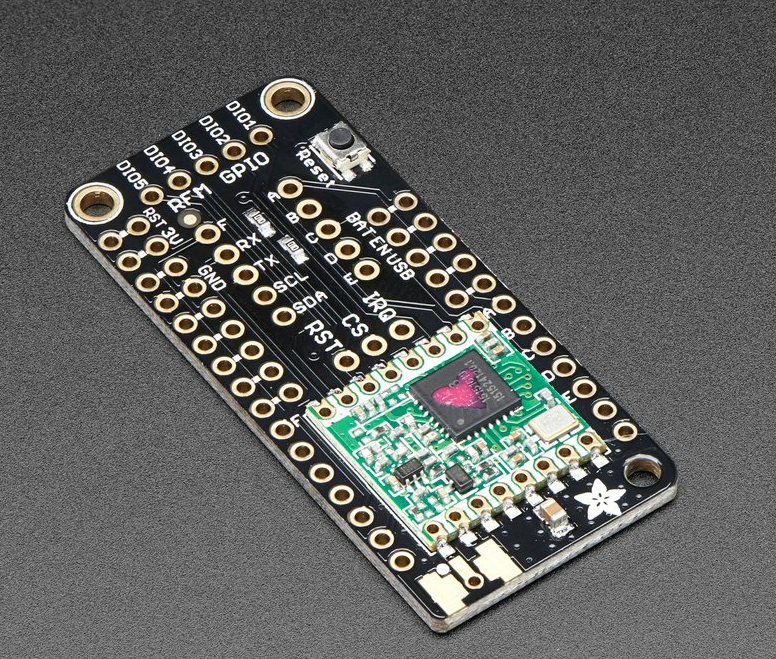 DIO1
DIO2
DIO3
DIO4
DIO5
RFM GPIO
Reset
RST
3V
GND
F
RX
TX
SCL
SDA
A
B
C
D
E
BAT
EN
USB
IRQ
CS
RST
A
B
C
D
E
F